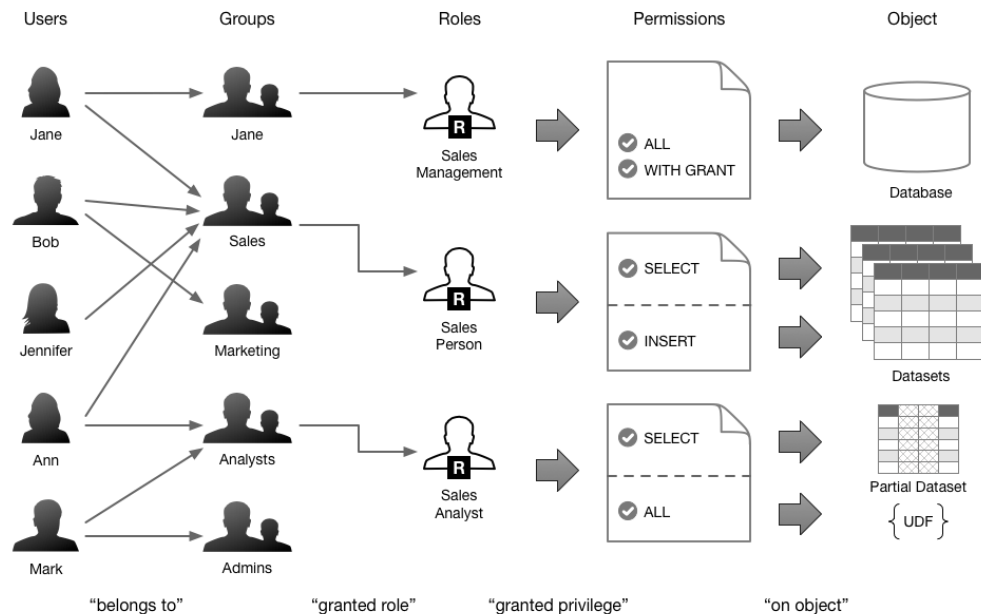 Users
Groups
Roles
Permissions
Object
Jane
Jane
R
Sales
Management
ALL
WITH GRANT
Database
Bob
Sales
R
Sales
Person
SELECT
INSERT
Datasets
Jennifer
Marketing
Ann
Analysts
R
Sales
Analyst
SELECT
ALL
Partial Dataset
{ UDF }
Mark
Admins
“belongs to”
“granted role”
“granted privilege”
“on object”